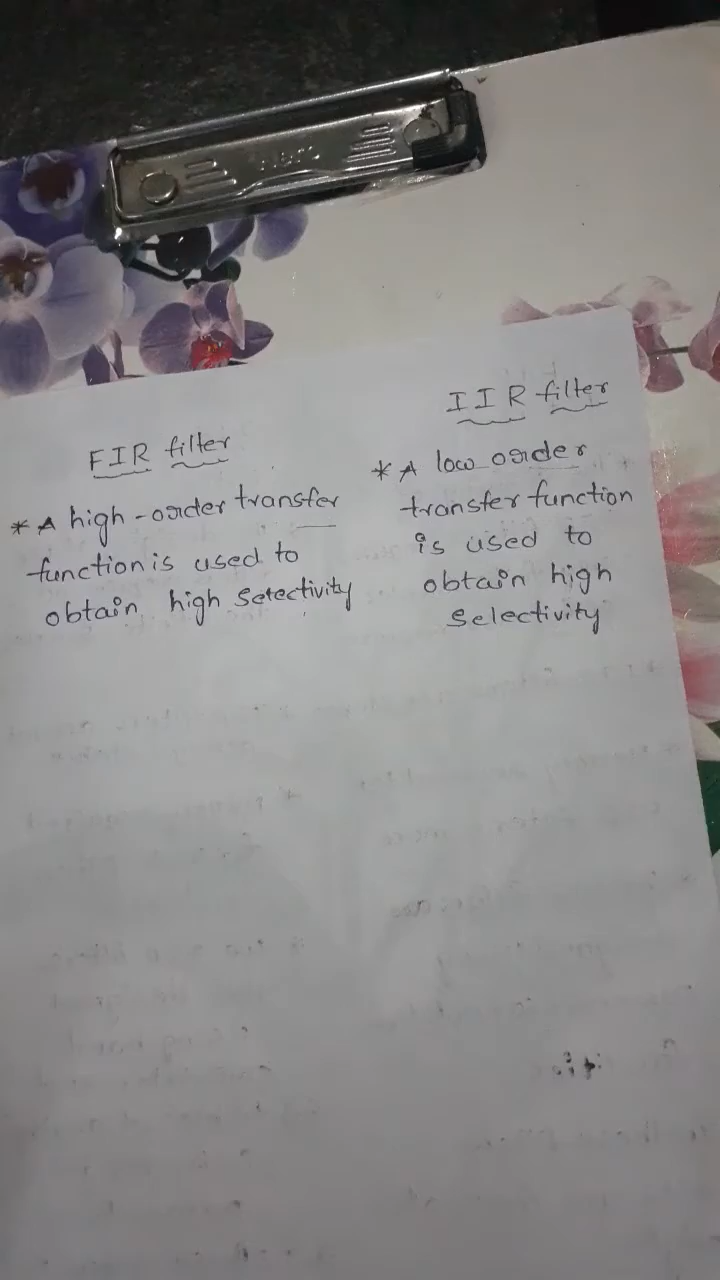 FIR filter
* A high-order transfer
function is used to
obtain high Selectivity
IIR filter
* A low order
transfer function
is used to
obtain high
Selectivity